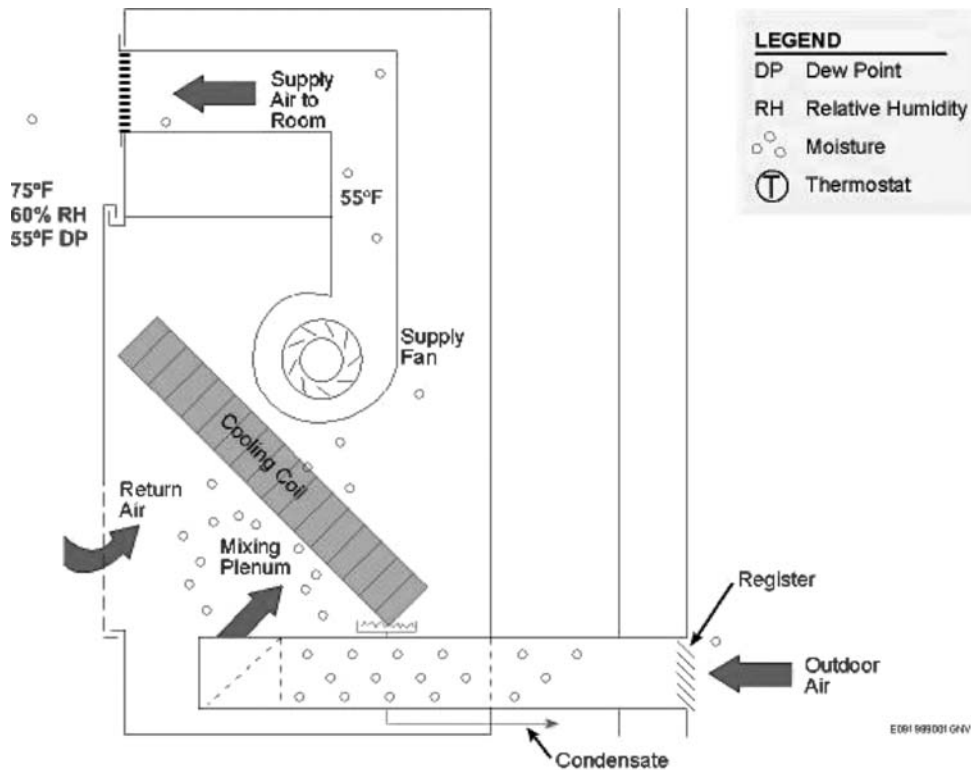 LEGEND
DP Dew Point
RH Relative Humidity
Moisture
T Thermostat
Supply
Air to
Room
75°F
60% RH
55°F DP
55°F
Supply
Fan
Cooling Coil
Return
Air
Mixing
Plenum
Register
Outdoor
Air
Condensate